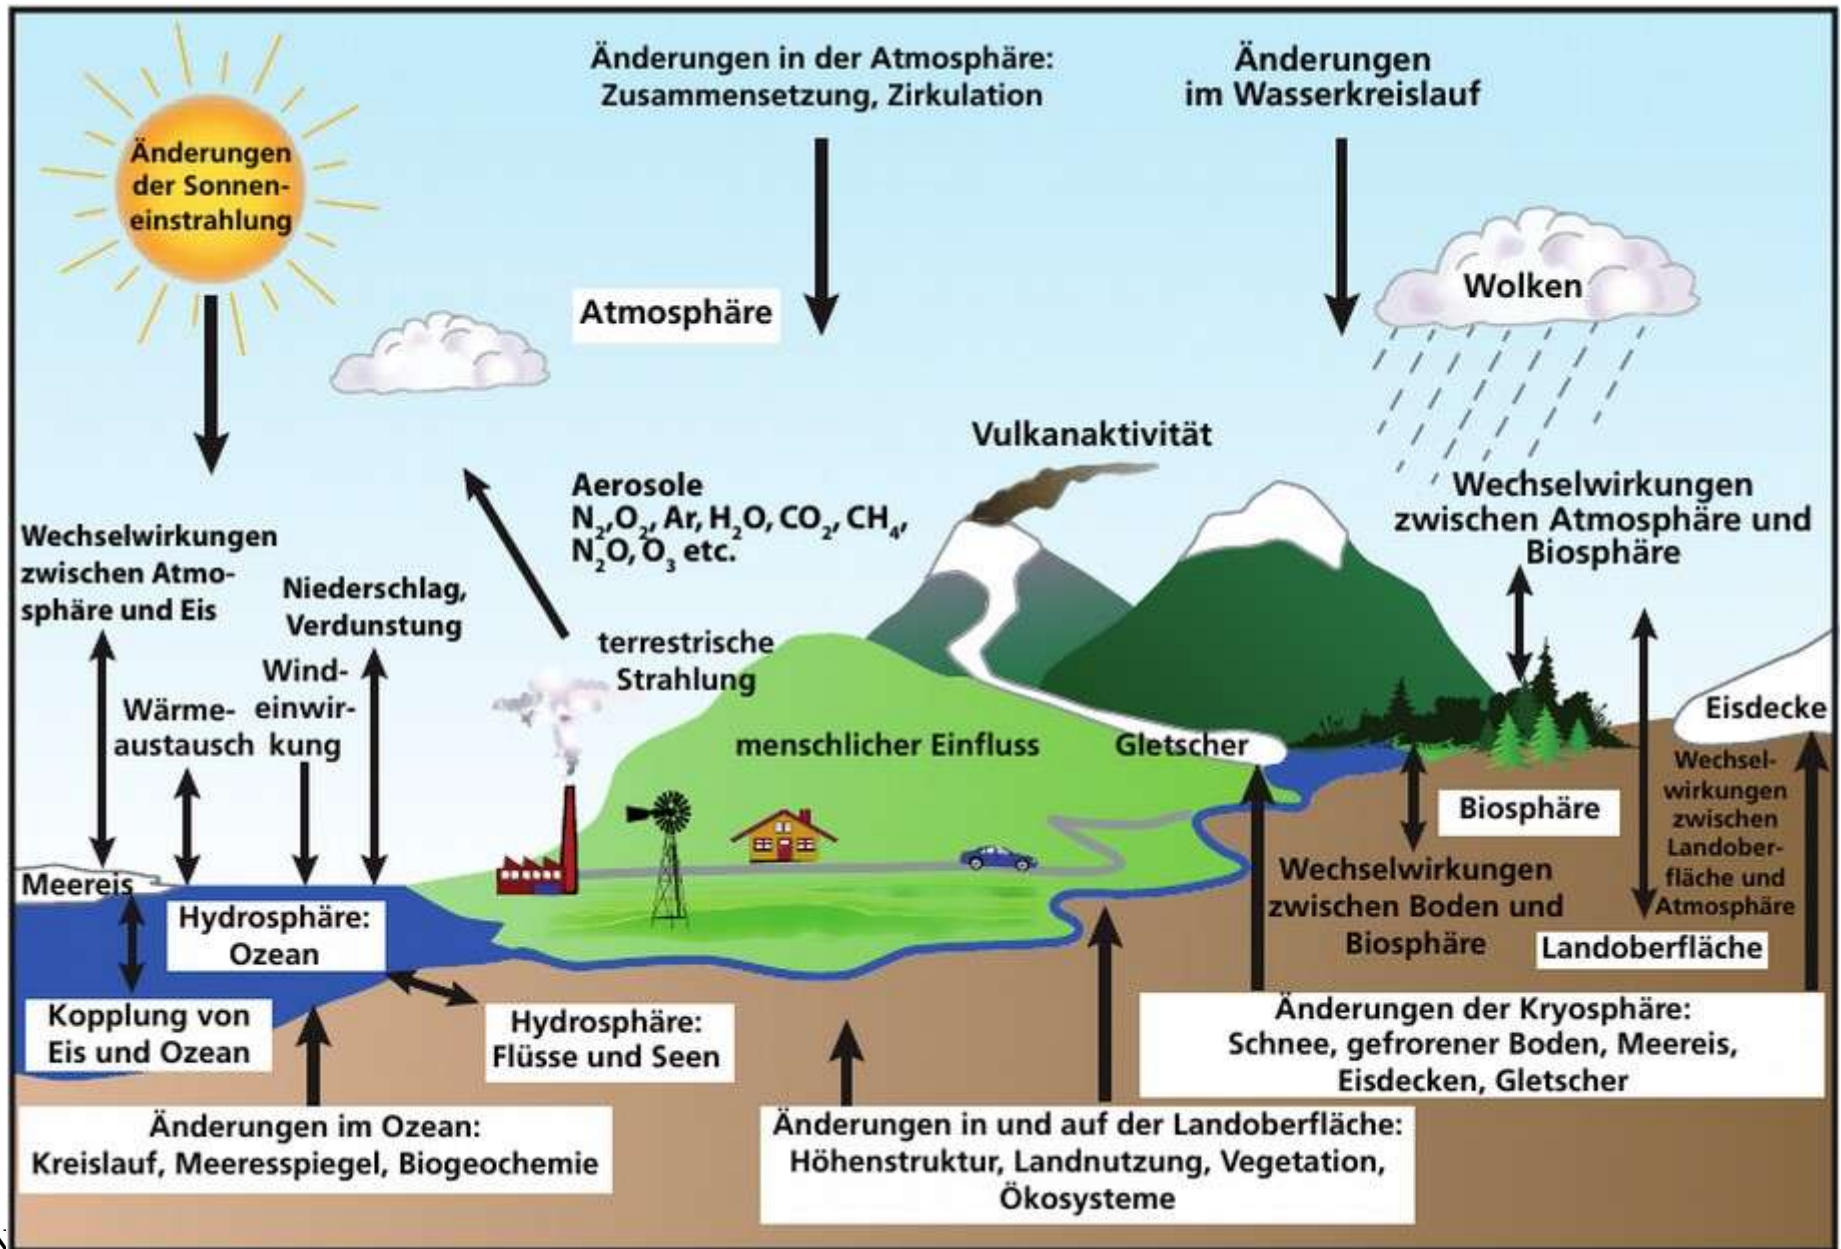 Änderungen in der Atmosphäre:
Zusammensetzung, Zirkulation
Änderungen
im Wasserkreislauf
Änderungen
der Sonnen-
einstrahlung
Wolken
Atmosphäre
Vulkanaktivität
Aerosole
N₂,O₂, Ar, H₂O, CO₂, CH₄,
N₂O, O₃ etc.
Wechselwirkungen
zwischen Atmosphäre und
Biosphäre
Wechselwirkungen
zwischen Atmo-
sphäre und Eis
Niederschlag,
Verdunstung
Wind-
einwir-
kung
Wärme-
austausch
terrestrische
Strahlung
menschlicher Einfluss
Gletscher
Eisdecke
Wechsel-
wirkungen
zwischen
Landober-
fläche und
Atmosphäre
Biosphäre
Wechselwirkungen
zwischen Boden und
Biosphäre
Landoberfläche
Meereis
Hydrosphäre:
Ozean
Kopplung von
Eis und Ozean
Hydrosphäre:
Flüsse und Seen
Änderungen der Kryosphäre:
Schnee, gefrorener Boden, Meereis,
Eisdecken, Gletscher
Änderungen im Ozean:
Kreislauf, Meeresspiegel, Biogeochemie
Änderungen in und auf der Landoberfläche:
Höhenstruktur, Landnutzung, Vegetation,
Ökosysteme